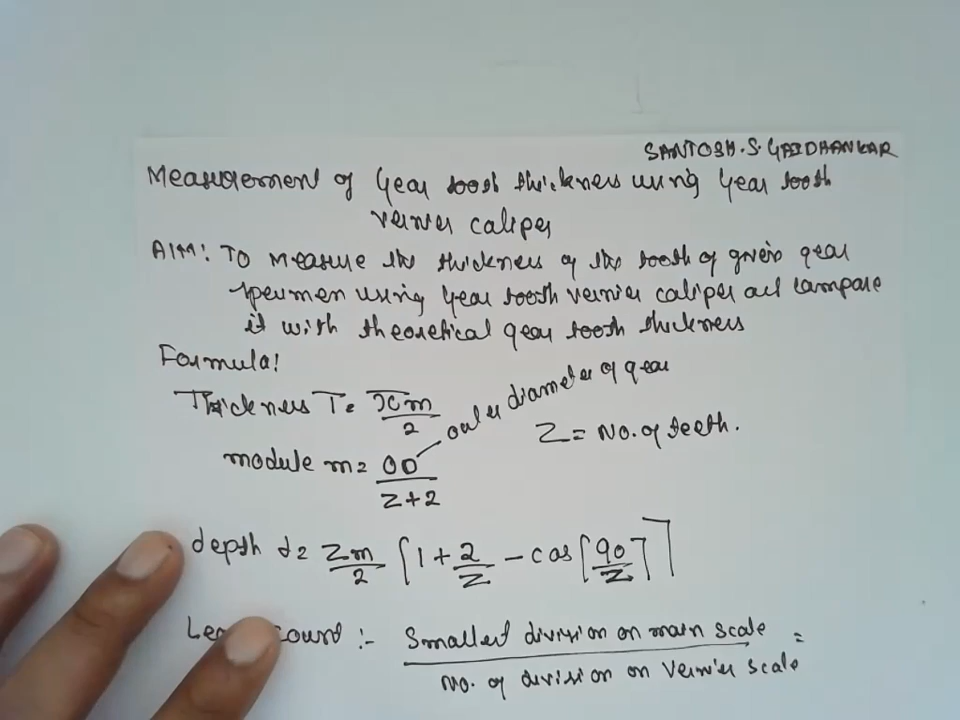 SANTOSH.S.GAIDHANKAR
Measurement of Gear tooth thickness using Gear tooth
vernier caliper
AIM: TO measure the thickness of the tooth of given gear
specimen using Gear tooth vernier caliper and compare
it with theoretical gear tooth thickness
Formula:
Thickness T = πm/2
outer diameter of gear
Z = No. of teeth.
module m = OD/Z+2
depth d = Zm/2 [1 + 2/Z - cos[90/Z]]
count :- Smallest division on main scale =
No. of division on Vernier scale